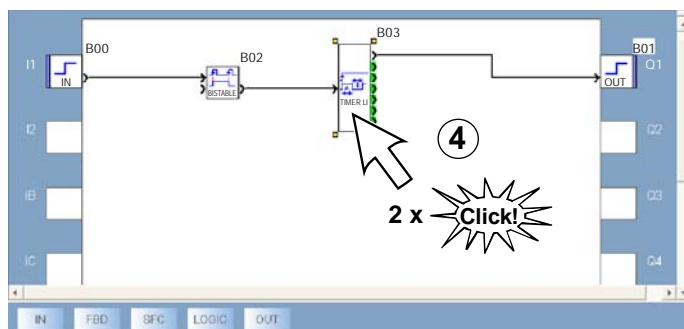 B03
B00
B02
B01
I1
IN
BISTABLE
TIMER LI
OUT
Q1
I2
4
Q2
IB
2 x Click!
Q3
IC
Q4
IN FBD SFC LOGIC OUT